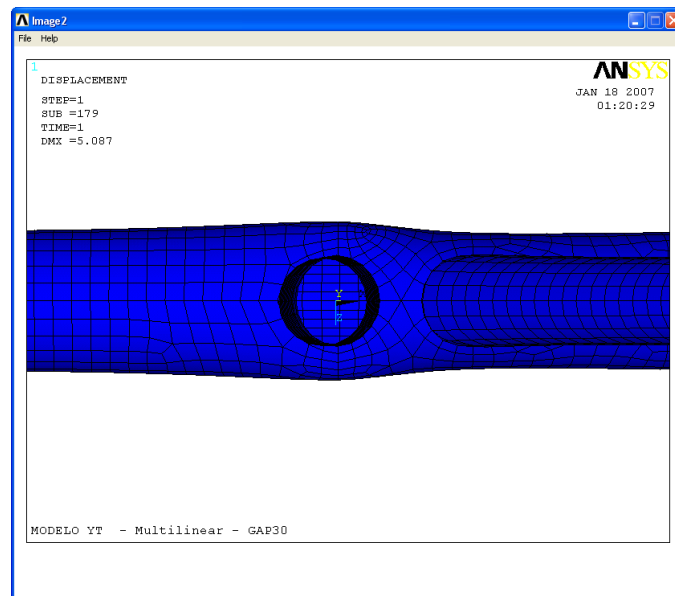 Image2
File Help
1
DISPLACEMENT
STEP=1
SUB =179
TIME=1
DMX =5.087
ANSYS
JAN 18 2007
01:20:29
Y
X
Z
MODELO YT - Multilinear - GAP30